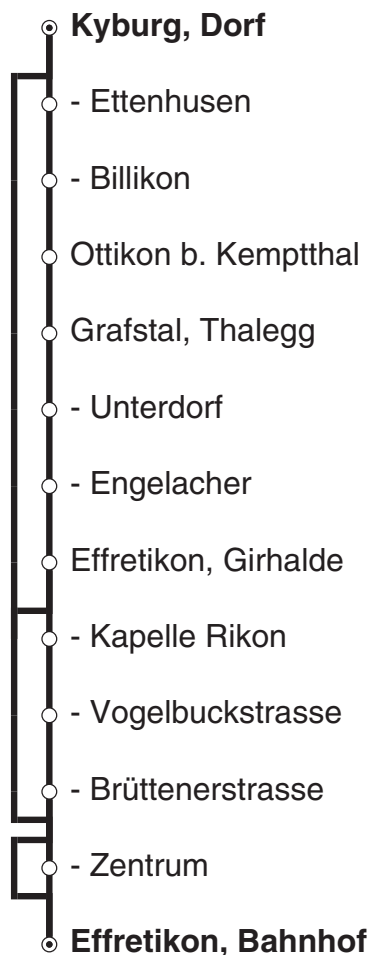 Kyburg, Dorf
- Ettenhusen
- Billikon
Ottikon b. Kemptthal
Grafstal, Thalegg
- Unterdorf
- Engelacher
Effretikon, Girhalde
- Kapelle Rikon
- Vogelbuckstrasse
- Brüttenerstrasse
- Zentrum
Effretikon, Bahnhof